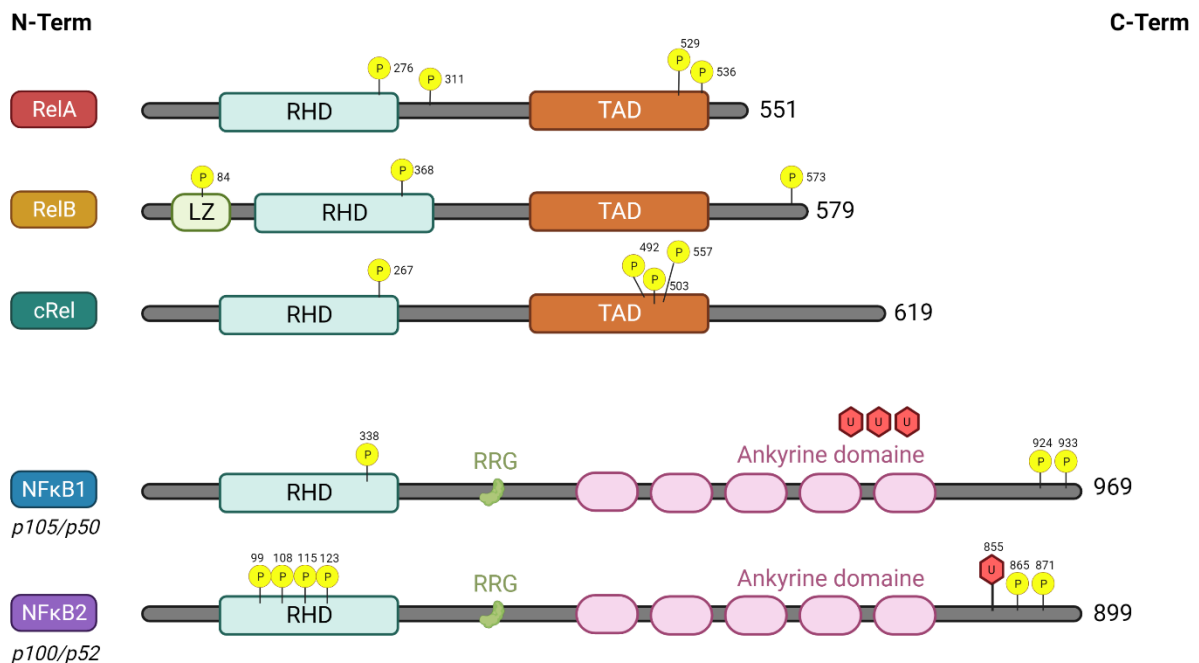 N-Term C-Term
P 276 P 311 P 529 P 536
RelA RHD TAD 551
P 84 P 368 P 573
RelB LZ RHD TAD 579
P 267 P 492 P 503 P 557
cRel RHD TAD 619
U U U
P 338 RRG Ankyrine domaine P 924 P 933
NFκB1 RHD 969
p105/p50
P 99 P 108 P 115 P 123 RRG Ankyrine domaine U 855 P 865 P 871
NFκB2 RHD 899
p100/p52